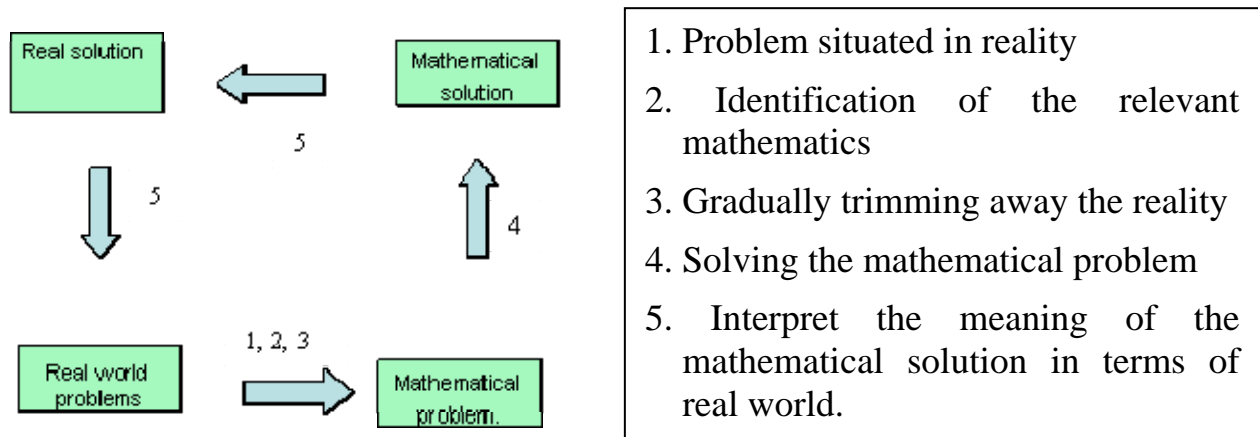 Real solution
Mathematical
solution
5
5
4
1, 2, 3
Real world
problems
Mathematical
problem.
1. Problem situated in reality
2. Identification of the relevant
mathematics
3. Gradually trimming away the reality
4. Solving the mathematical problem
5. Interpret the meaning of the
mathematical solution in terms of
real world.